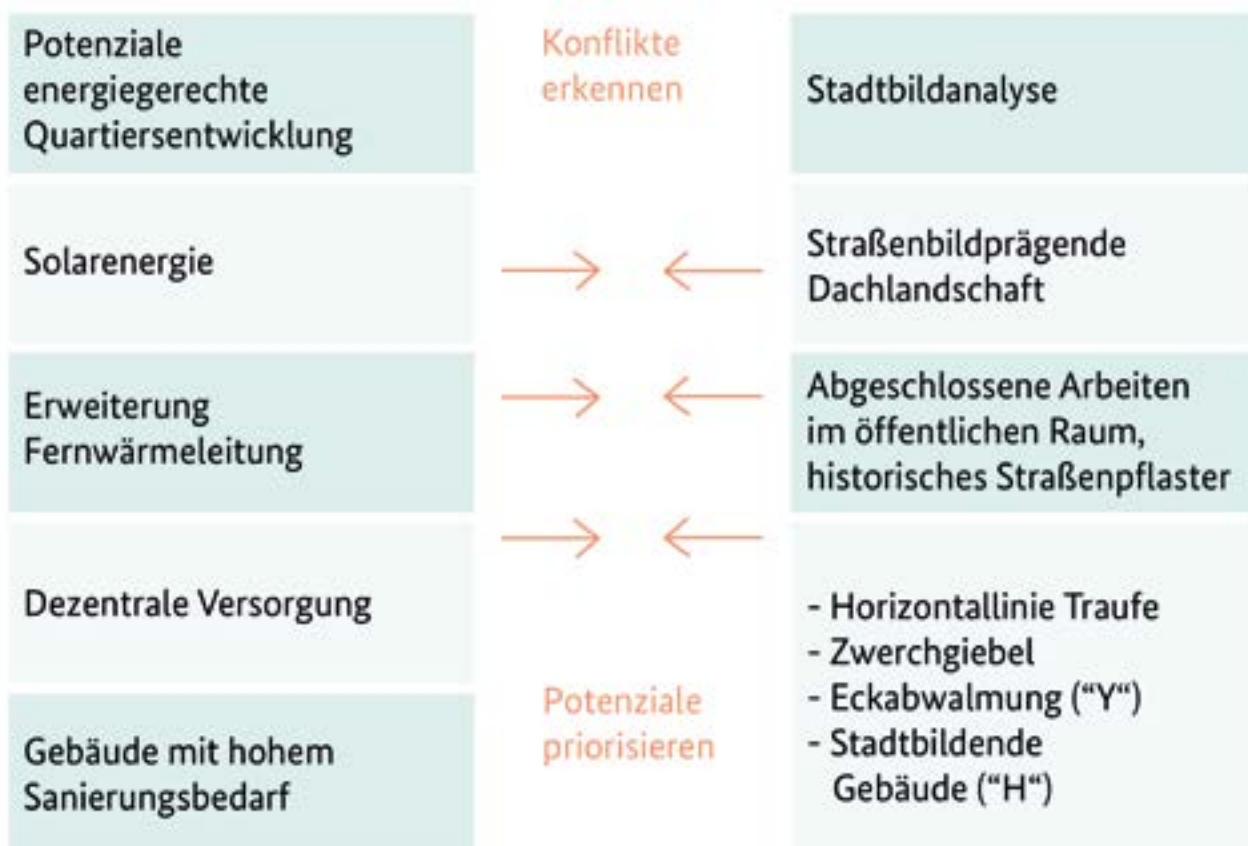 Potenziale
energiegerechte
Quartiersentwicklung
Konflikte
erkennen
Stadtbildanalyse
Solarenergie
Straßenbildprägende
Dachlandschaft
Erweiterung
Fernwärmeleitung
Abgeschlossene Arbeiten
im öffentlichen Raum,
historisches Straßenpflaster
Dezentrale Versorgung
- Horizontallinie Traufe
- Zwerchgiebel
- Eckabwalmung (“Y“)
- Stadtbildende
Gebäude (“H“)
Gebäude mit hohem
Sanierungsbedarf
Potenziale
priorisieren